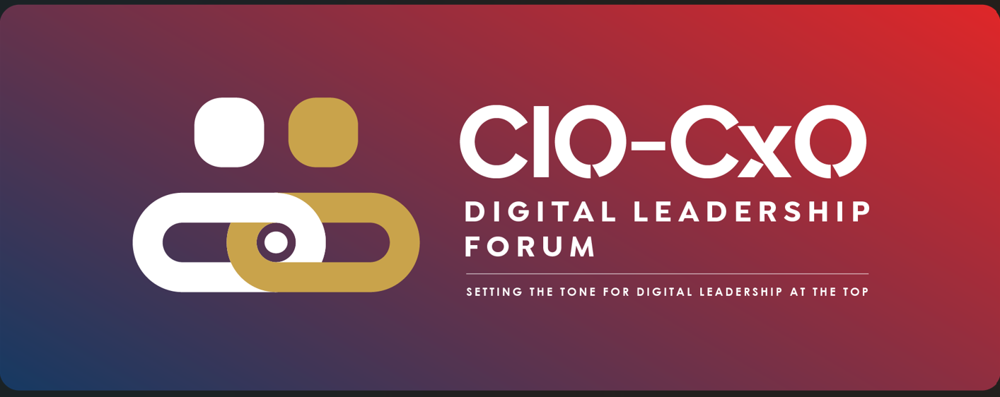 CIO-CxO
DIGITAL LEADERSHIP
FORUM
SETTING THE TONE FOR DIGITAL LEADERSHIP AT THE TOP